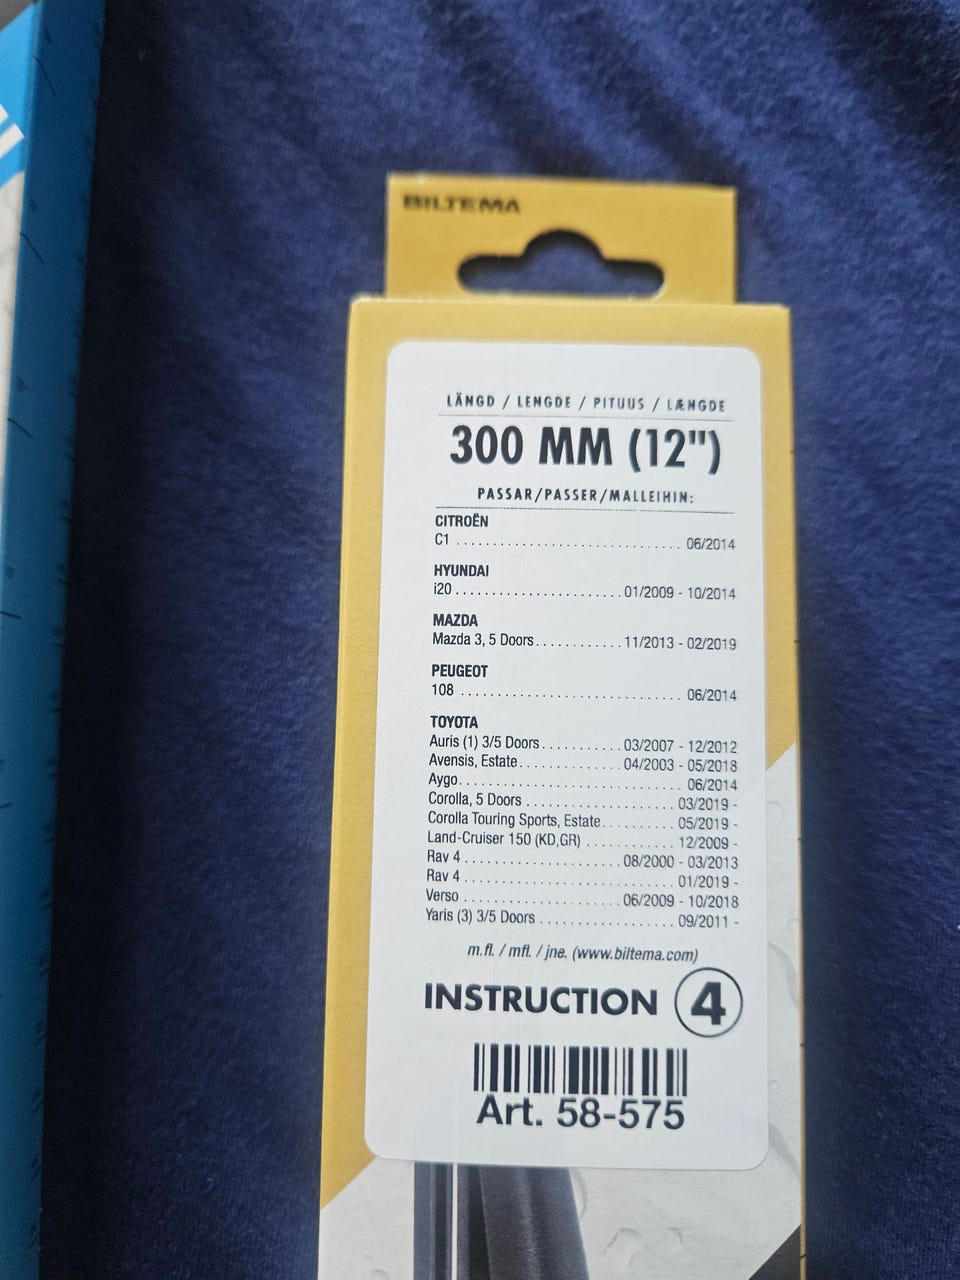 BILTEMA
LÄNGD / LENGDE / PITUUS / LÆNGDE
300 MM (12")
PASSAR/PASSER/MALLEIHIN:
CITROËN
C1 .................................. 06/2014
HYUNDAI
i20 ......................... 01/2009 - 10/2014
MAZDA
Mazda 3, 5 Doors ............ 11/2013 - 02/2019
PEUGEOT
108 .................................. 06/2014
TOYOTA
Auris (1) 3/5 Doors ........... 03/2007 - 12/2012
Avensis, Estate .............. 04/2003 - 05/2018
Aygo .................................. 06/2014
Corolla, 5 Doors ...................... 03/2019 -
Corolla Touring Sports, Estate .......... 05/2019 -
Land-Cruiser 150 (KD,GR) ............. 12/2009 -
Rav 4 ....................... 08/2000 - 03/2013
Rav 4 ................................ 01/2019 -
Verso ....................... 06/2009 - 10/2018
Yaris (3) 3/5 Doors .................... 09/2011 -
m.fl. / mfl. / jne. (www.biltema.com)
INSTRUCTION 4
Art. 58-575